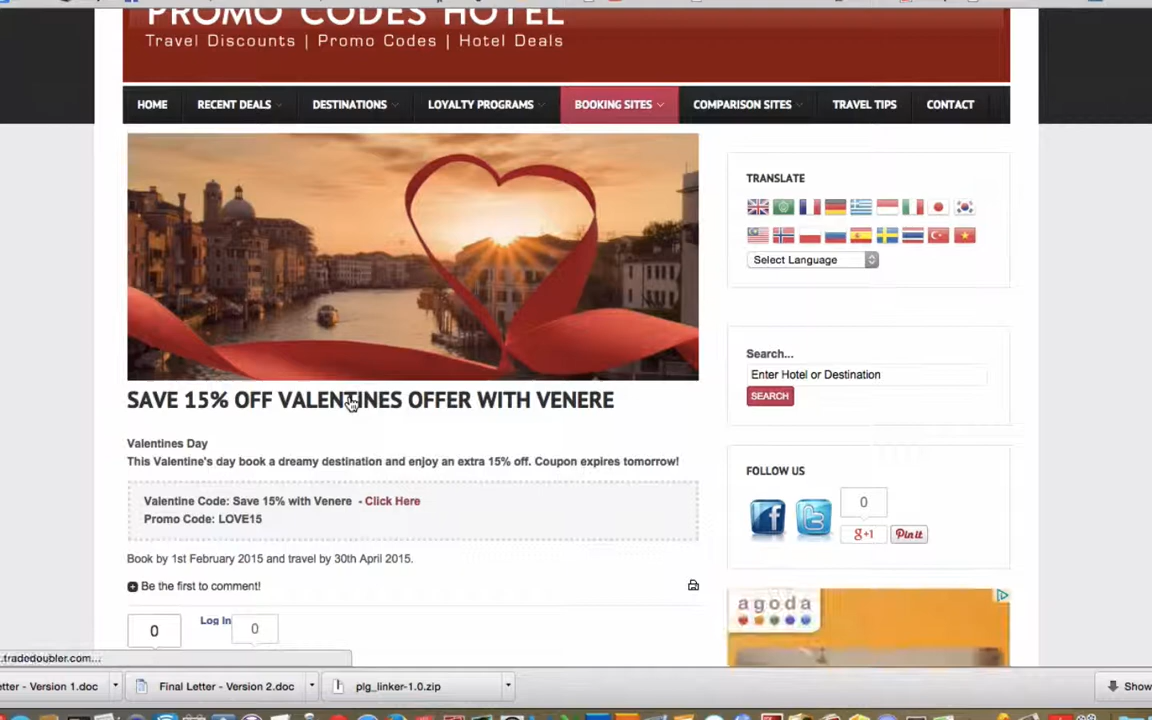 PROMO CODES HOTEL
Travel Discounts | Promo Codes | Hotel Deals
HOME RECENT DEALS DESTINATIONS LOYALTY PROGRAMS BOOKING SITES COMPARISON SITES TRAVEL TIPS CONTACT
SAVE 15% OFF VALENTINES OFFER WITH VENERE
Valentines Day
This Valentine's day book a dreamy destination and enjoy an extra 15% off. Coupon expires tomorrow!
Valentine Code: Save 15% with Venere - Click Here
Promo Code: LOVE15
Book by 1st February 2015 and travel by 30th April 2015.
Be the first to comment!
0
Log In
0
TRANSLATE
Select Language
Search...
Enter Hotel or Destination
SEARCH
FOLLOW US
0
g+1
Pin it
agoda
.tradedoubler.com...
etter - Version 1.doc
Final Letter - Version 2.doc
plg_linker-1.0.zip
Show